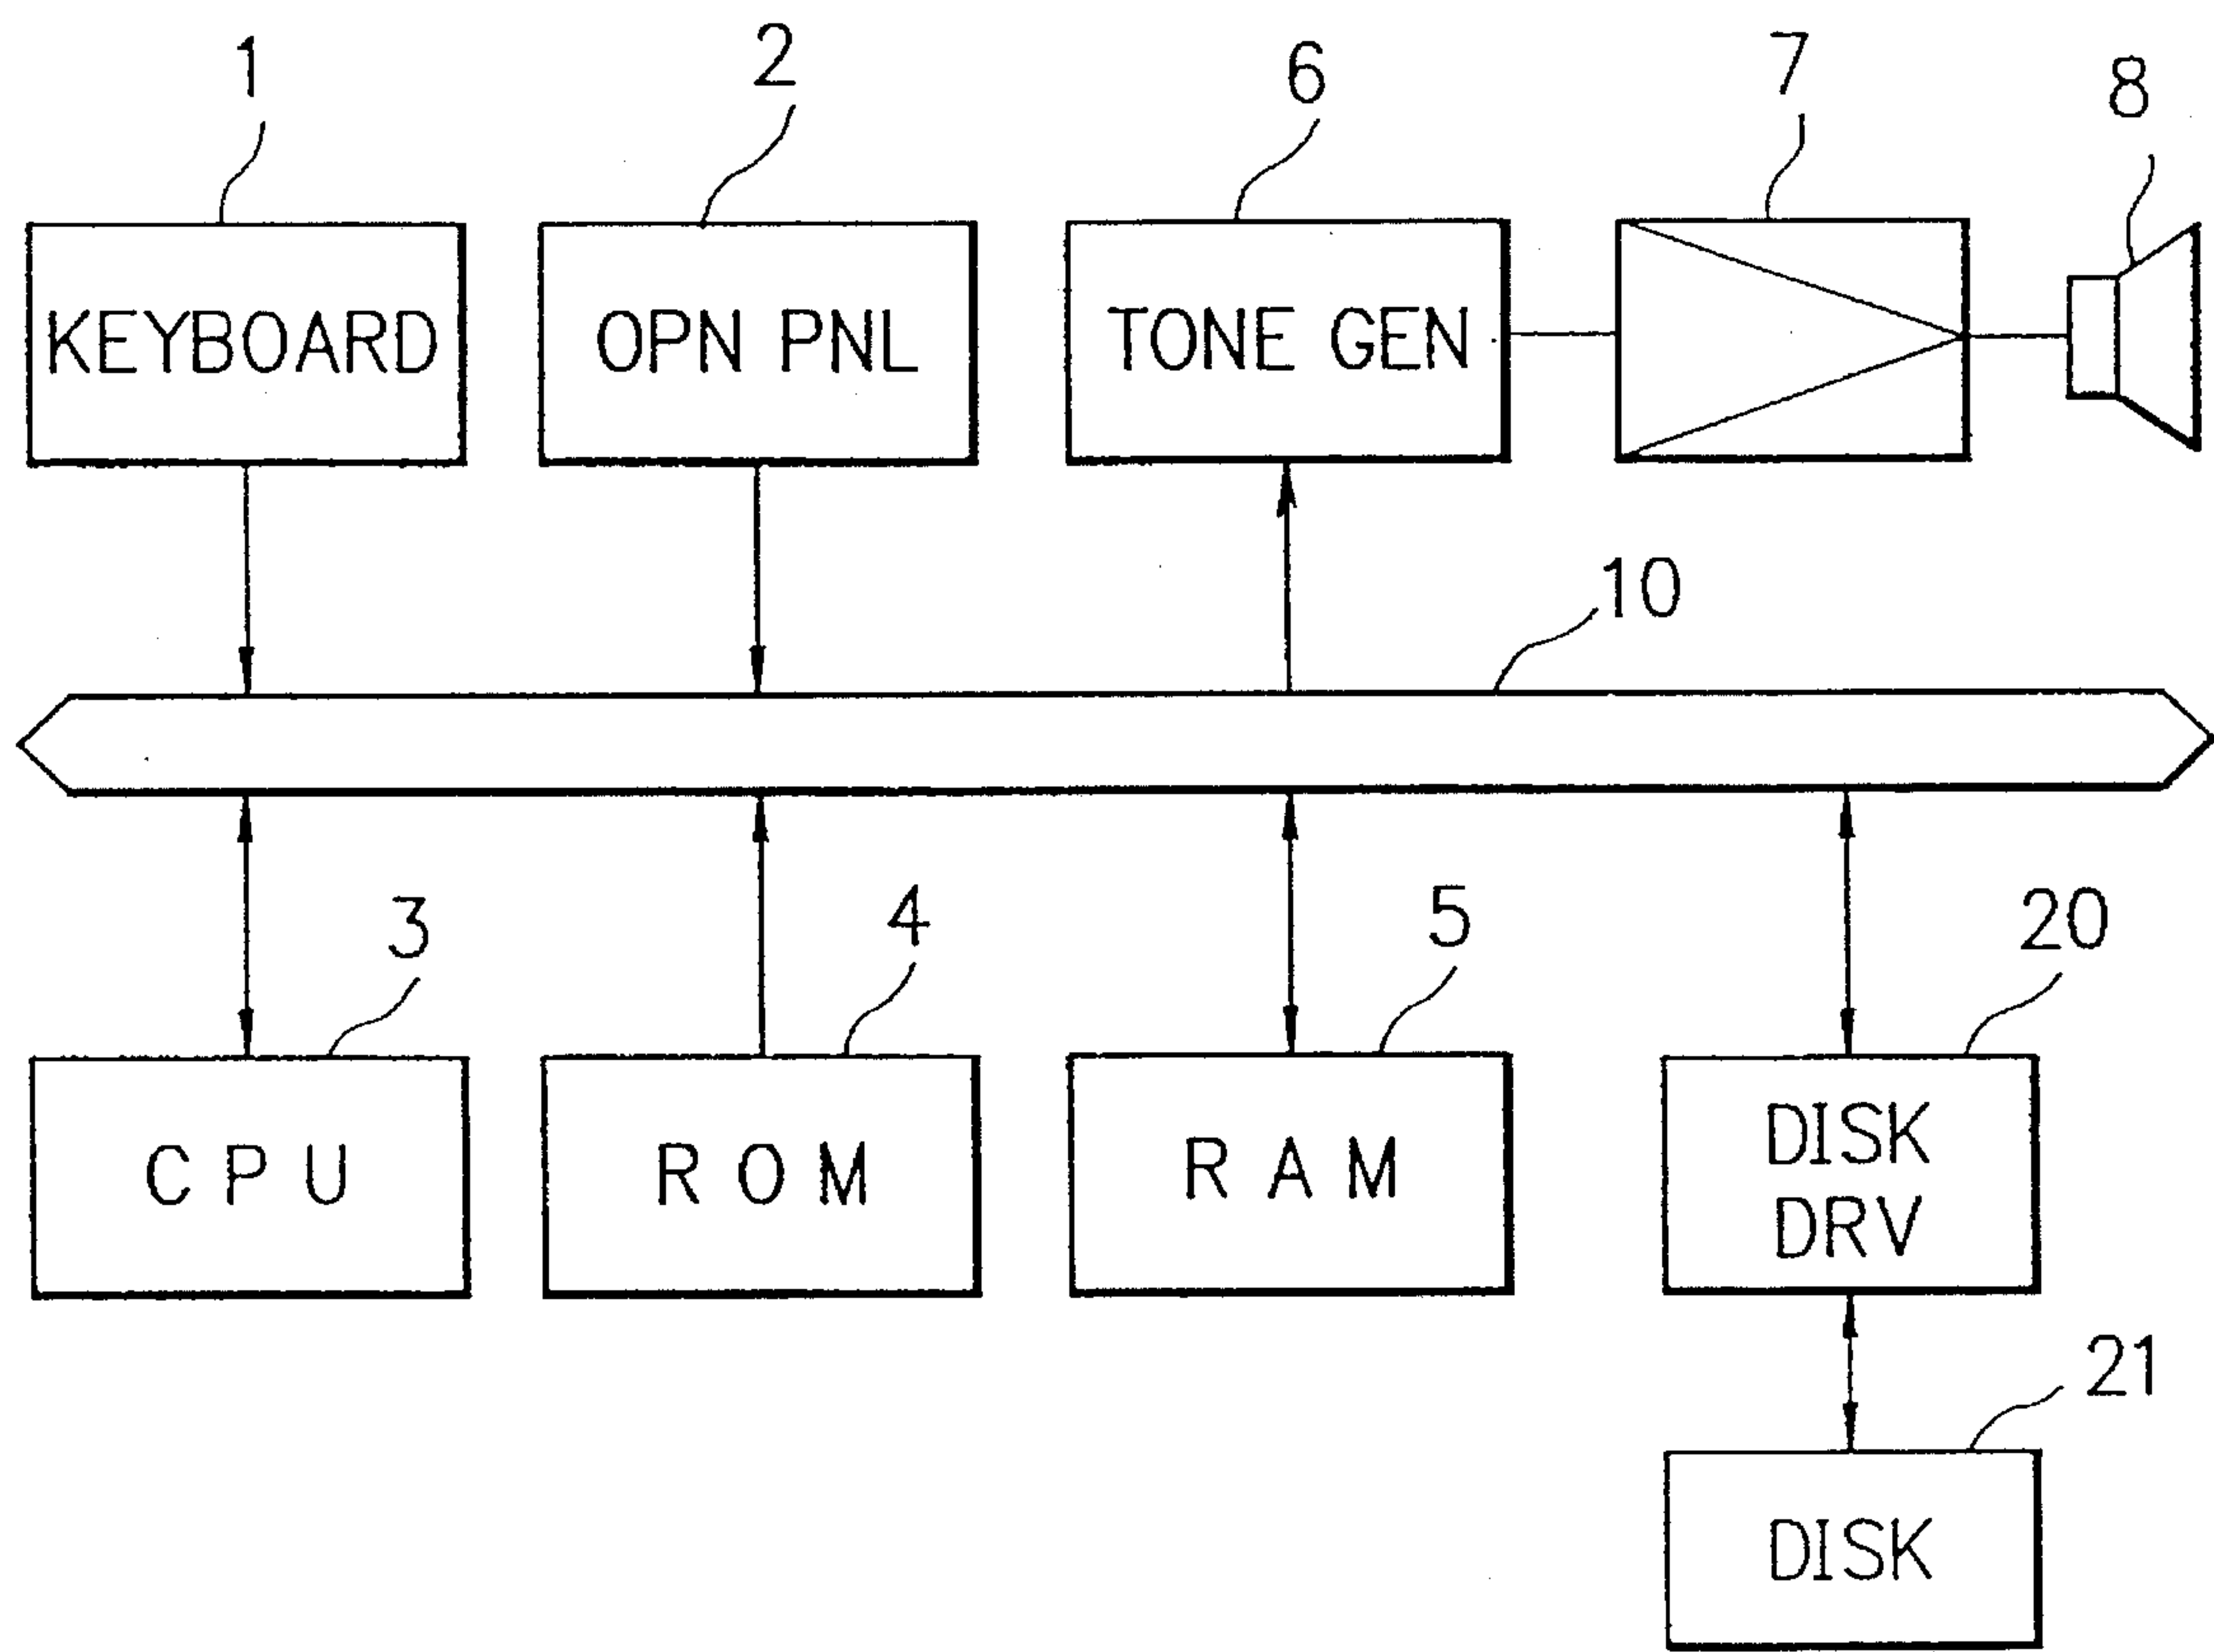 1
2
6
7
8
KEYBOARD
OPN PNL
TONE GEN
10
3
4
5
20
C P U
R O M
R A M
DISK
DRV
21
DISK